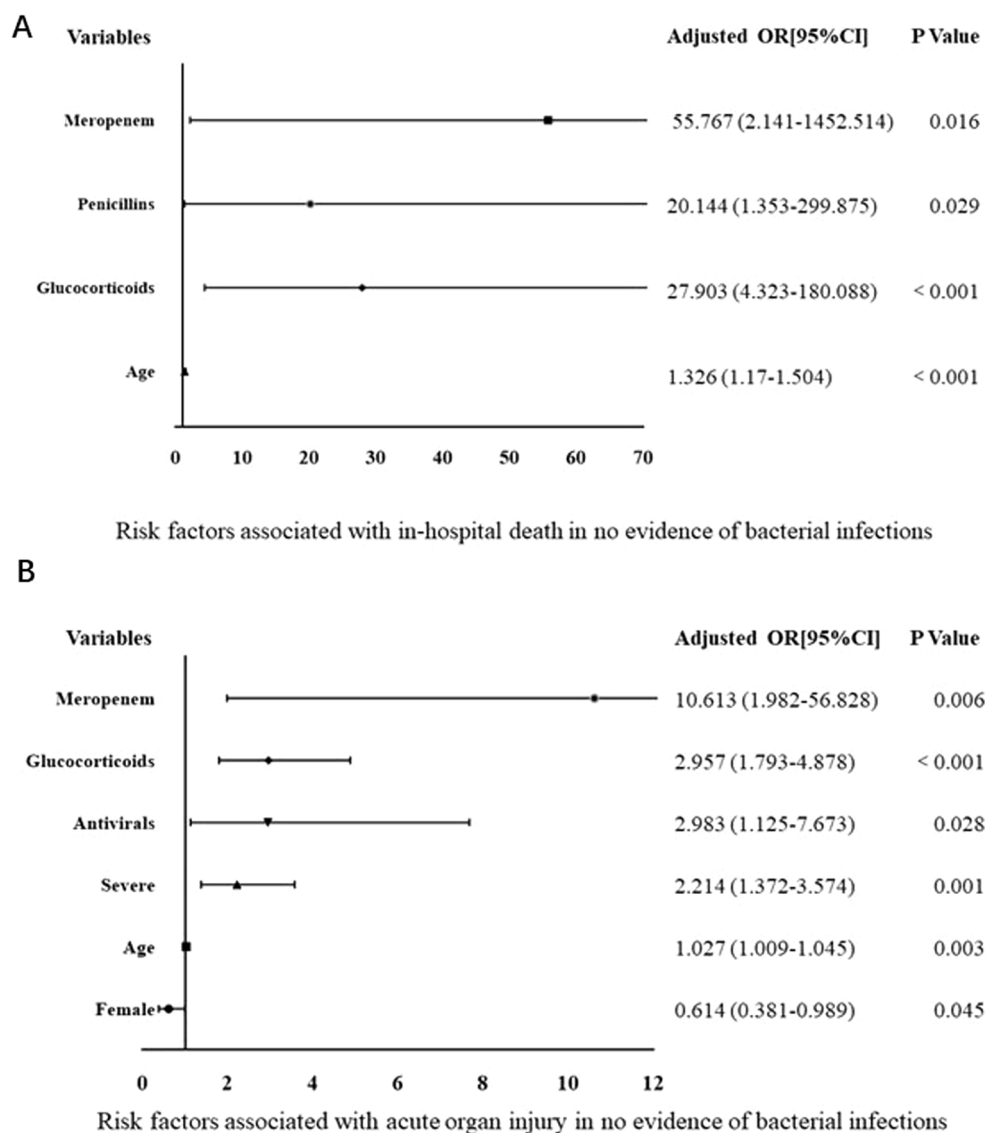 A
Variables Adjusted OR[95%CI] P Value
Meropenem 55.767 (2.141-1452.514) 0.016
Penicillins 20.144 (1.353-299.875) 0.029
Glucocorticoids 27.903 (4.323-180.088) < 0.001
Age 1.326 (1.17-1.504) < 0.001
0 10 20 30 40 50 60 70
Risk factors associated with in-hospital death in no evidence of bacterial infections
B
Variables Adjusted OR[95%CI] P Value
Meropenem 10.613 (1.982-56.828) 0.006
Glucocorticoids 2.957 (1.793-4.878) < 0.001
Antivirals 2.983 (1.125-7.673) 0.028
Severe 2.214 (1.372-3.574) 0.001
Age 1.027 (1.009-1.045) 0.003
Female 0.614 (0.381-0.989) 0.045
0 2 4 6 8 10 12
Risk factors associated with acute organ injury in no evidence of bacterial infections